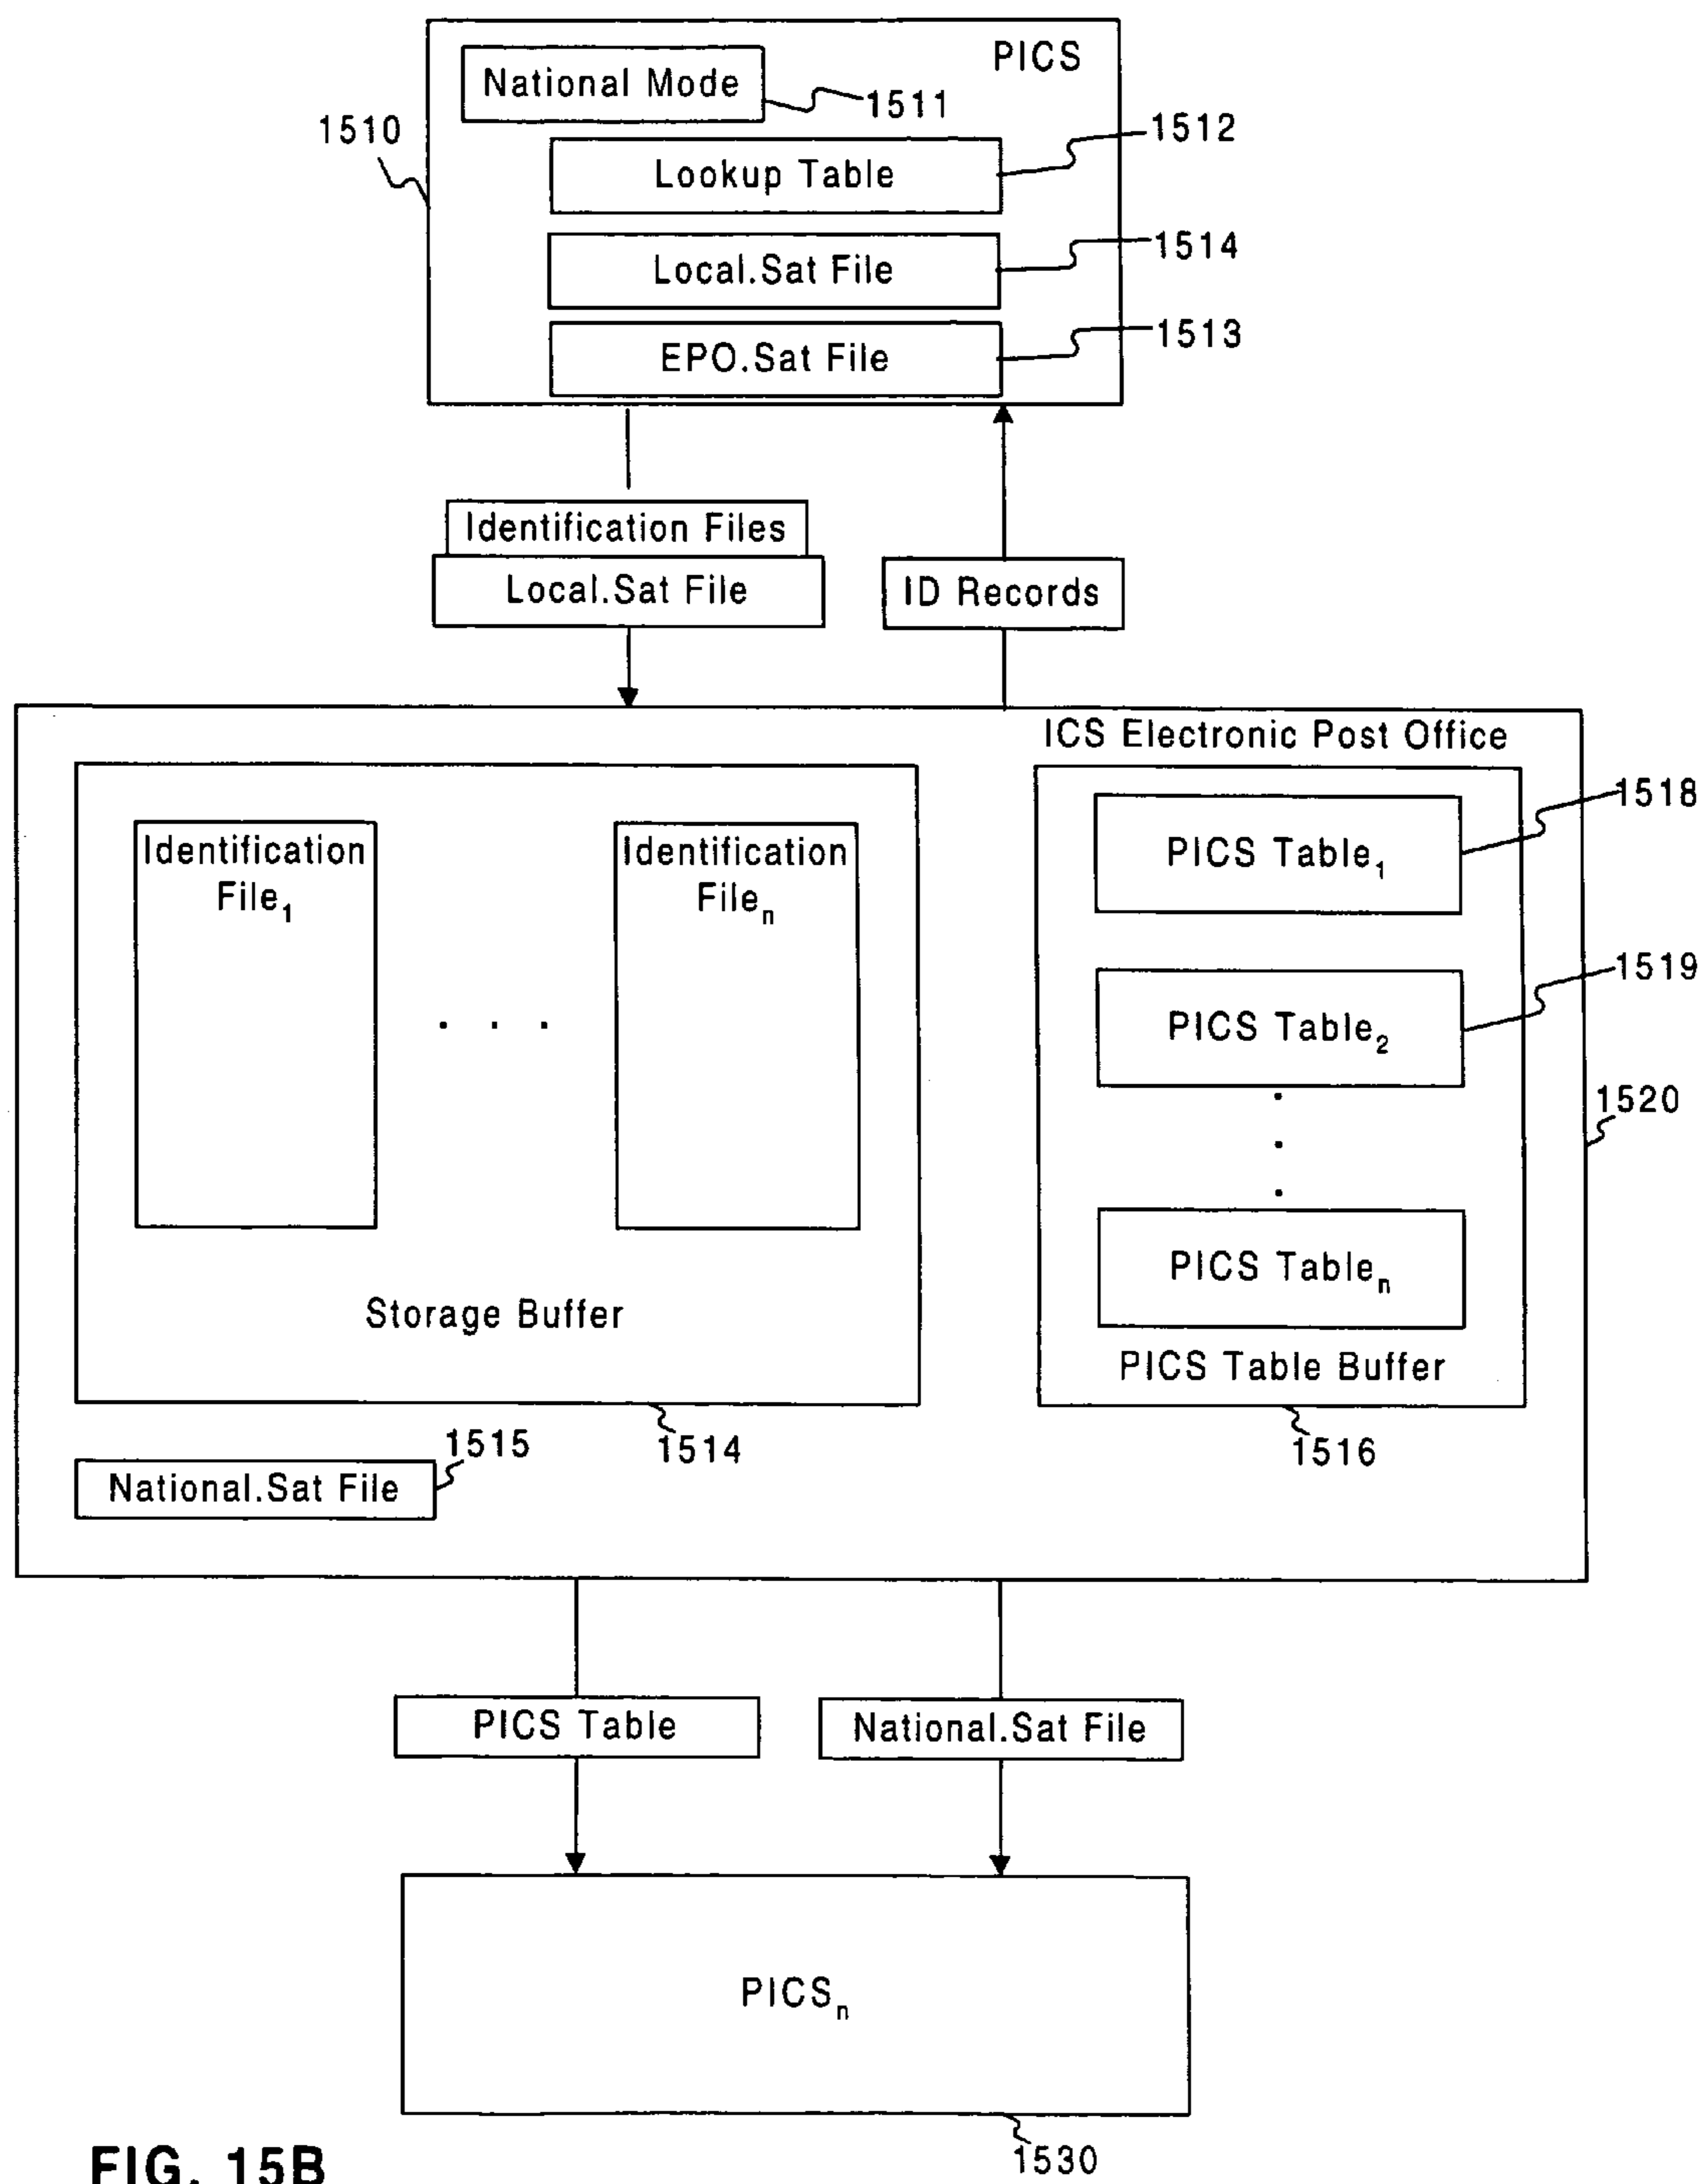 PICS
National Mode
1511
1510
1512
Lookup Table
1514
Local.Sat File
1513
EPO.Sat File
Identification Files
Local.Sat File
ID Records
ICS Electronic Post Office
1518
Identification
File1
Identification
Filen
PICS Table1
1519
PICS Table2
. . .
1520
.
.
.
PICS Tablen
Storage Buffer
PICS Table Buffer
1515
1514
1516
National.Sat File
PICS Table
National.Sat File
PICSn
1530
FIG. 15B